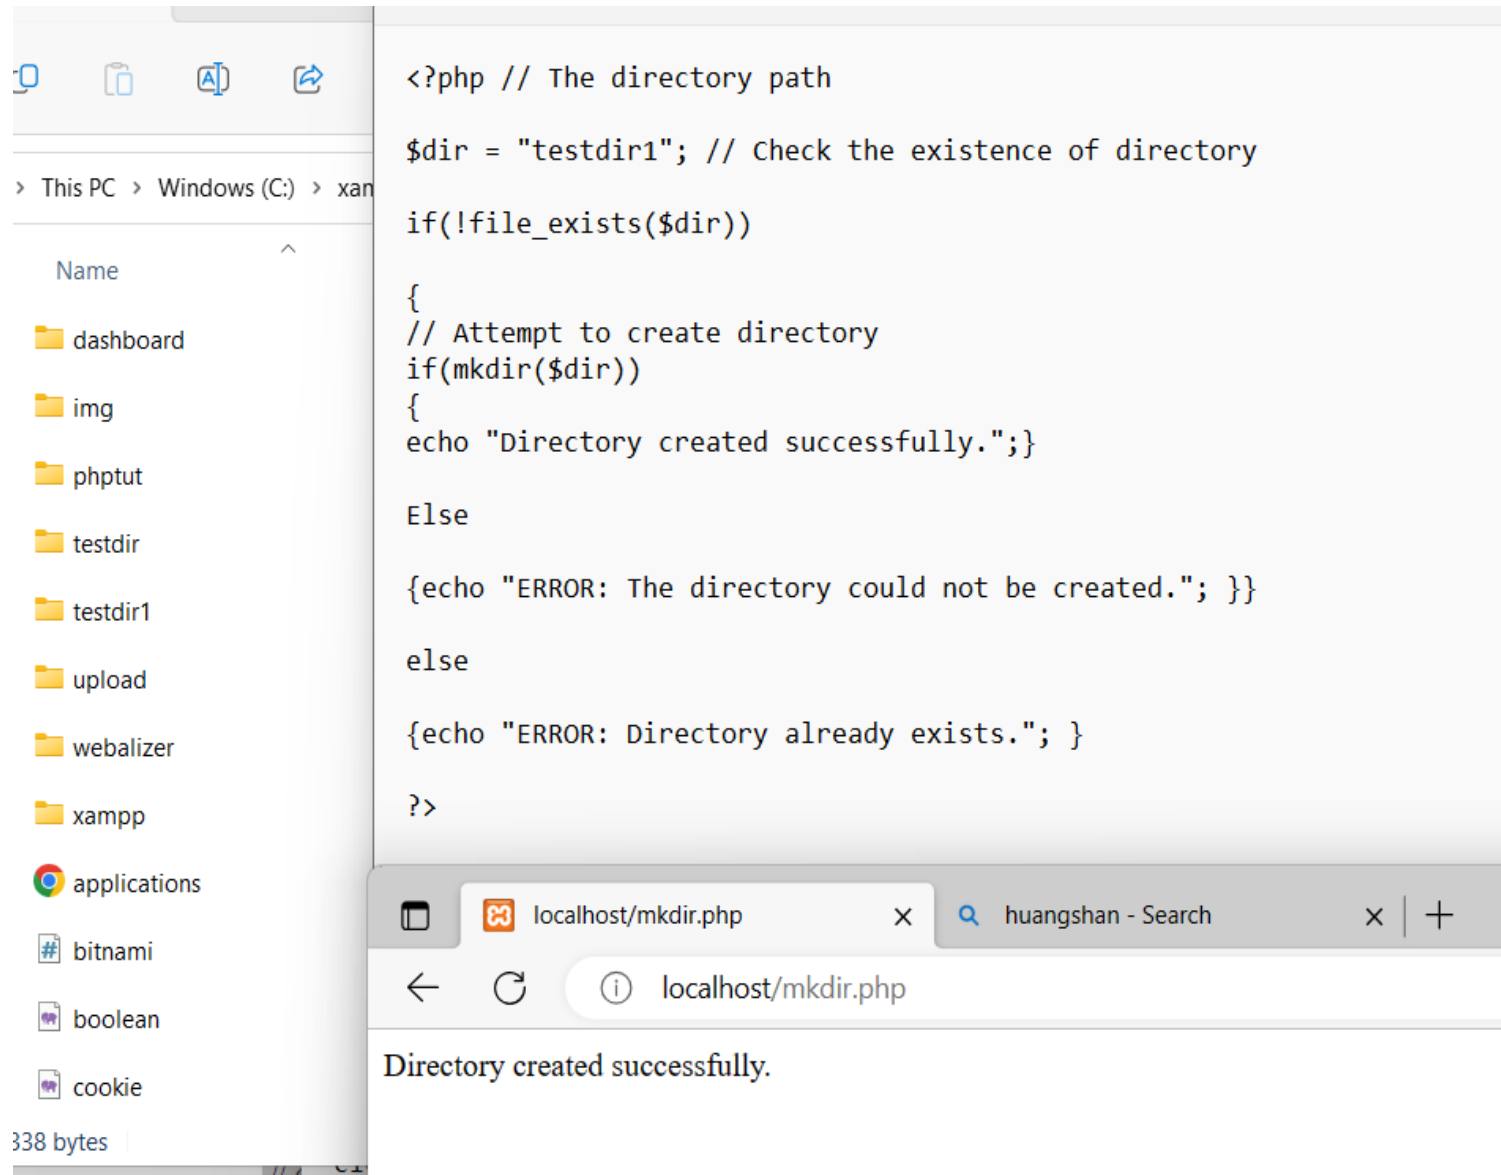 <?php // The directory path
$dir = "testdir1"; // Check the existence of directory
if(!file_exists($dir))
{
// Attempt to create directory
if(mkdir($dir))
{
echo "Directory created successfully.";}
Else
{echo "ERROR: The directory could not be created."; }}
else
{echo "ERROR: Directory already exists."; }
?>
> This PC > Windows (C:) >
Name
dashboard
img
phptut
testdir
testdir1
upload
webalizer
xampp
applications
bitnami
boolean
cookie
338 bytes
localhost/mkdir.php
huangshan - Search
localhost/mkdir.php
Directory created successfully.